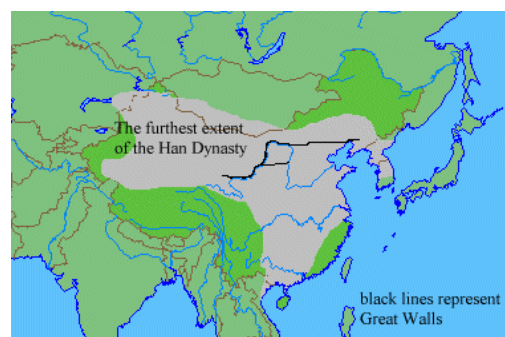 The furthest extent
of the Han Dynasty
black lines represent
Great Walls